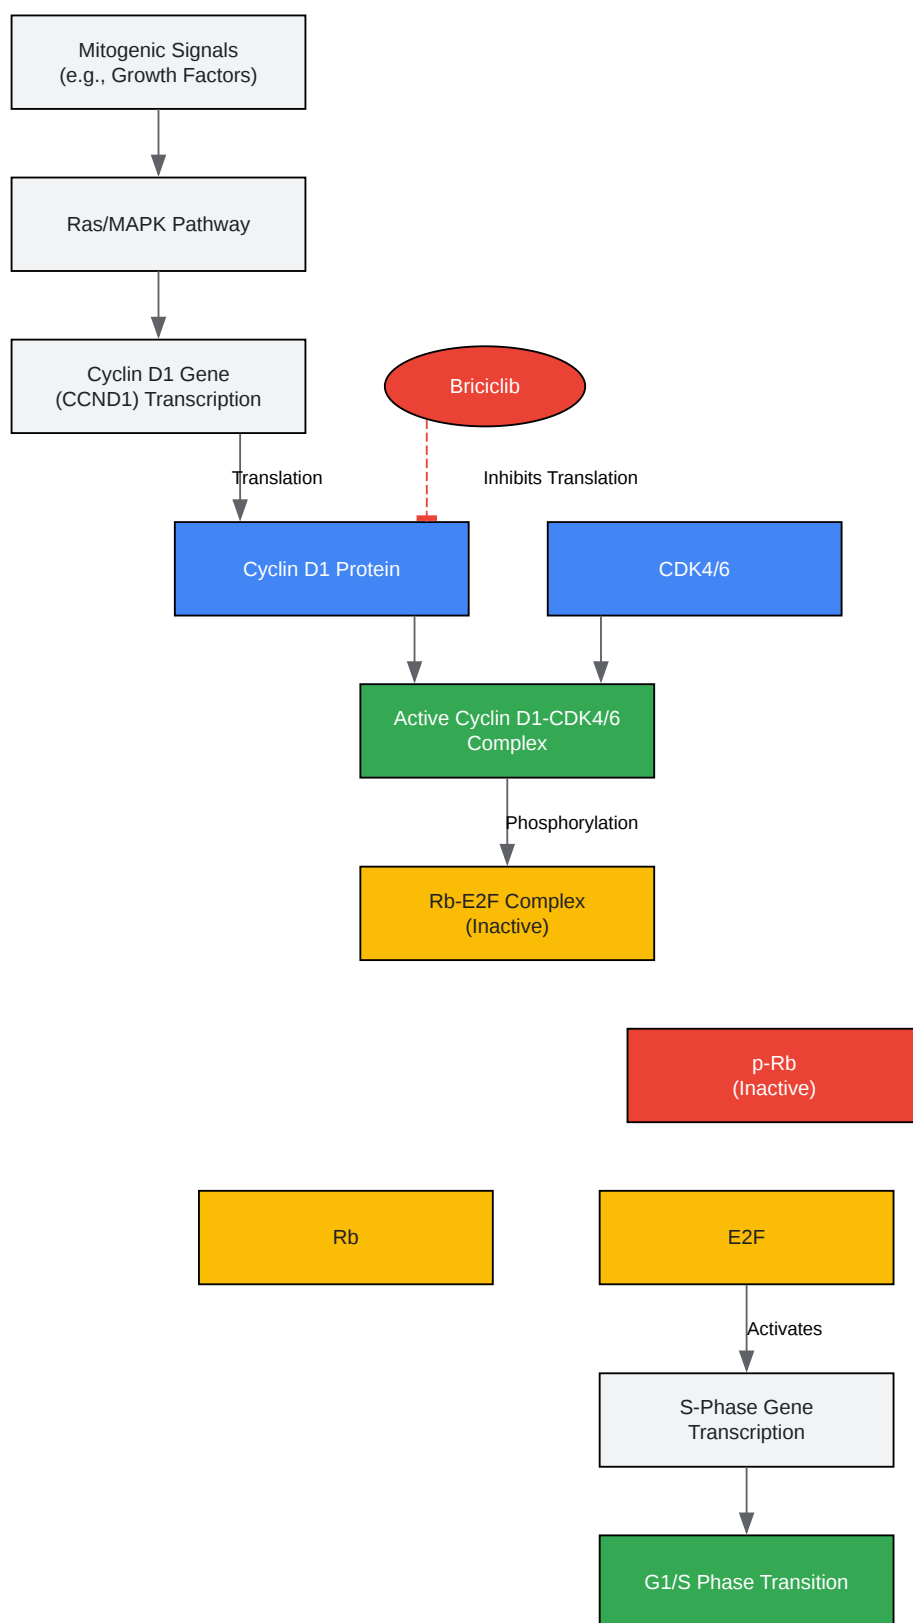 Mitogenic Signals
(e.g., Growth Factors)
Ras/MAPK Pathway
Cyclin D1 Gene
(CCND1) Transcription
Briciclib
Translation
Inhibits Translation
Cyclin D1 Protein
CDK4/6
Active Cyclin D1-CDK4/6
Complex
Phosphorylation
Rb-E2F Complex
(Inactive)
p-Rb
(Inactive)
Rb
E2F
Activates
S-Phase Gene
Transcription
G1/S Phase Transition